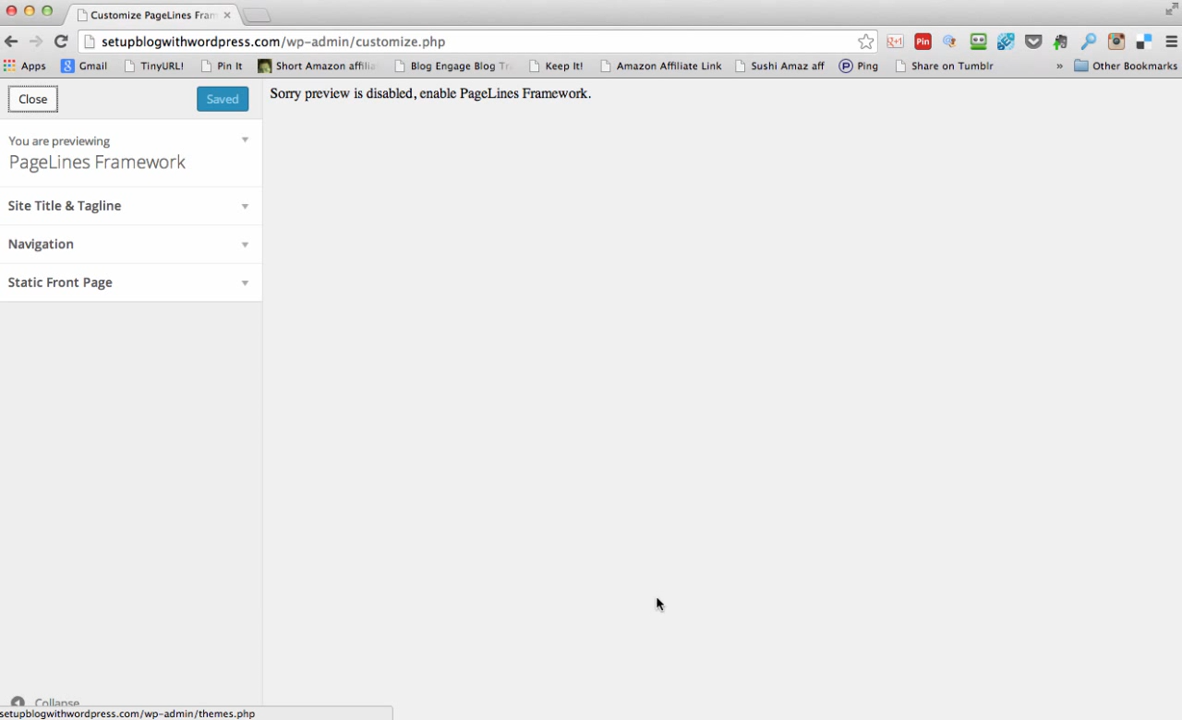 Customize PageLines Fram
setupblogwithwordpress.com/wp-admin/customize.php
Pin
Apps
Gmail
TinyURL!
Pin It
Short Amazon affilia
Blog Engage Blog Tr
Keep It!
Amazon Affiliate Link
Sushi Amaz aff
Ping
Share on Tumblr
» Other Bookmarks
Close
Saved
Sorry preview is disabled, enable PageLines Framework.
You are previewing
PageLines Framework
Site Title & Tagline
Navigation
Static Front Page
Collapse
setupblogwithwordpress.com/wp-admin/themes.php